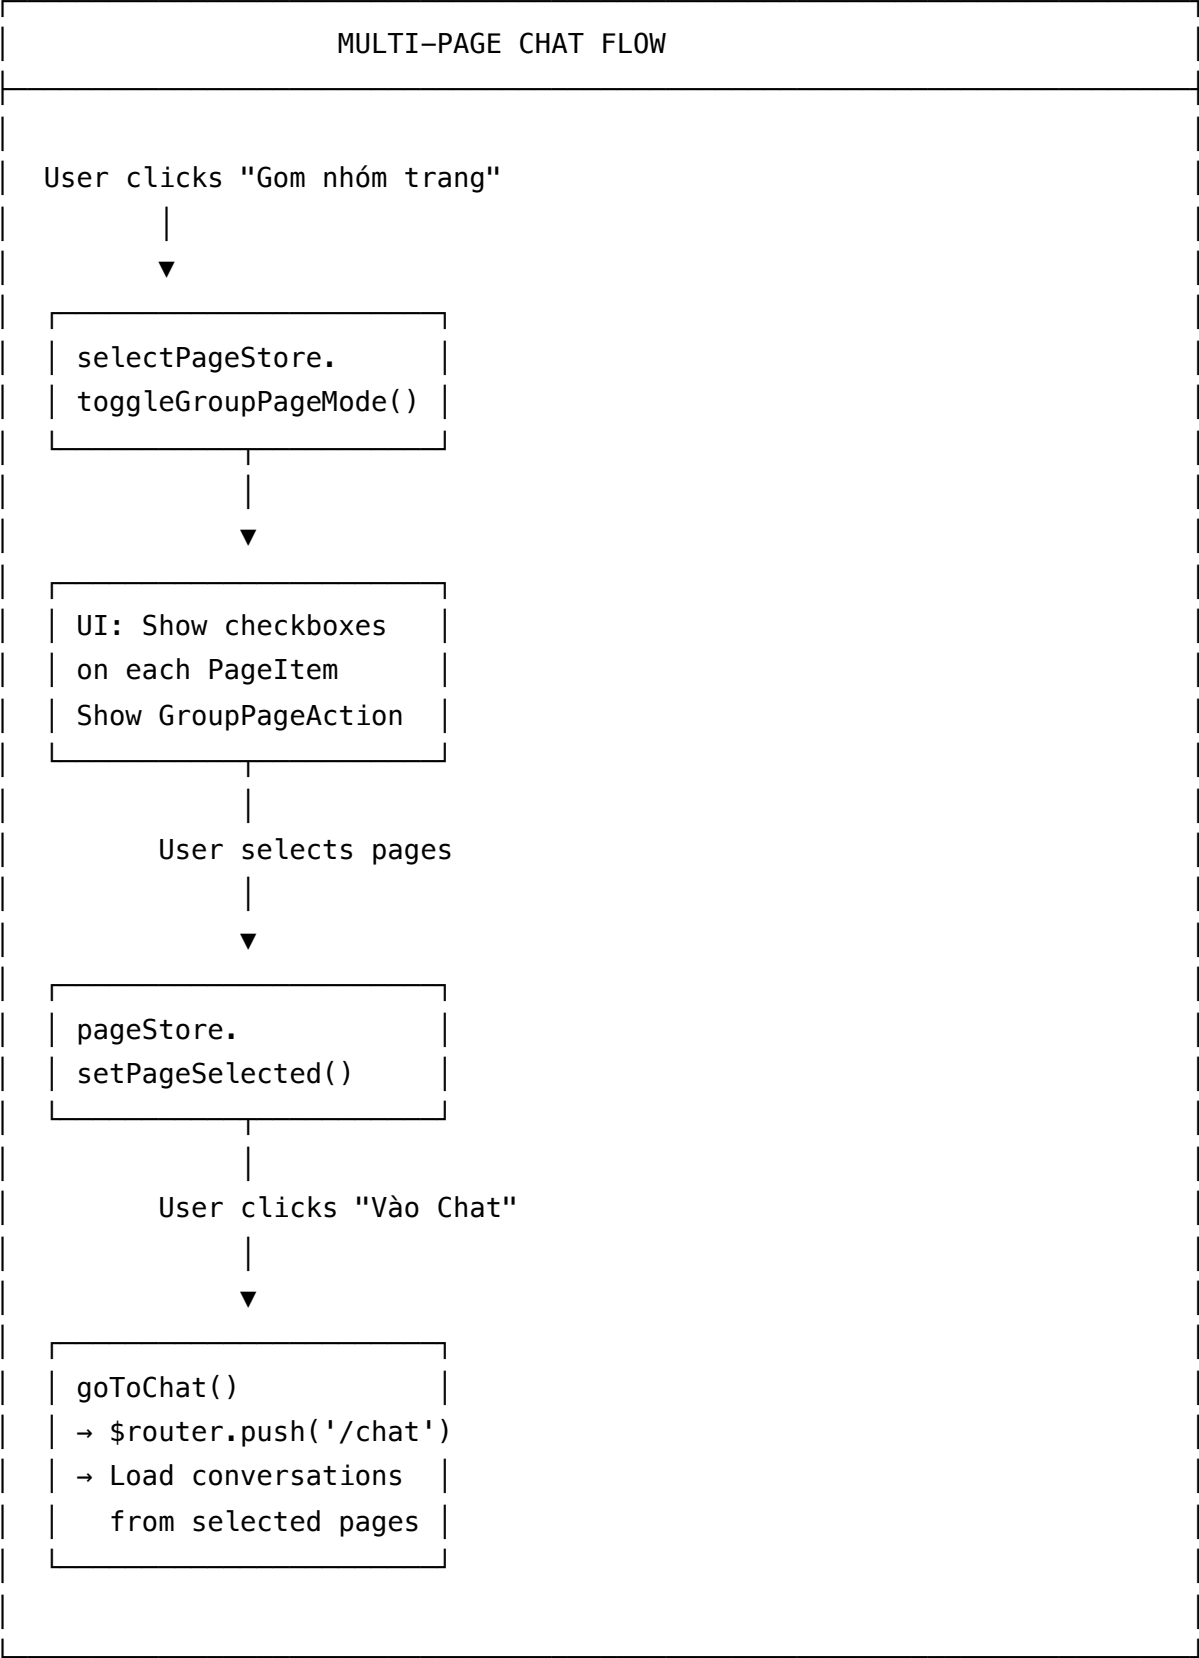 MULTI-PAGE CHAT FLOW
User clicks "Gom nhóm trang"
selectPageStore.
toggleGroupPageMode()
UI: Show checkboxes
on each PageItem
Show GroupPageAction
User selects pages
pageStore.
setPageSelected()
User clicks "Vào Chat"
goToChat()
→ $router.push('/chat')
→ Load conversations
from selected pages